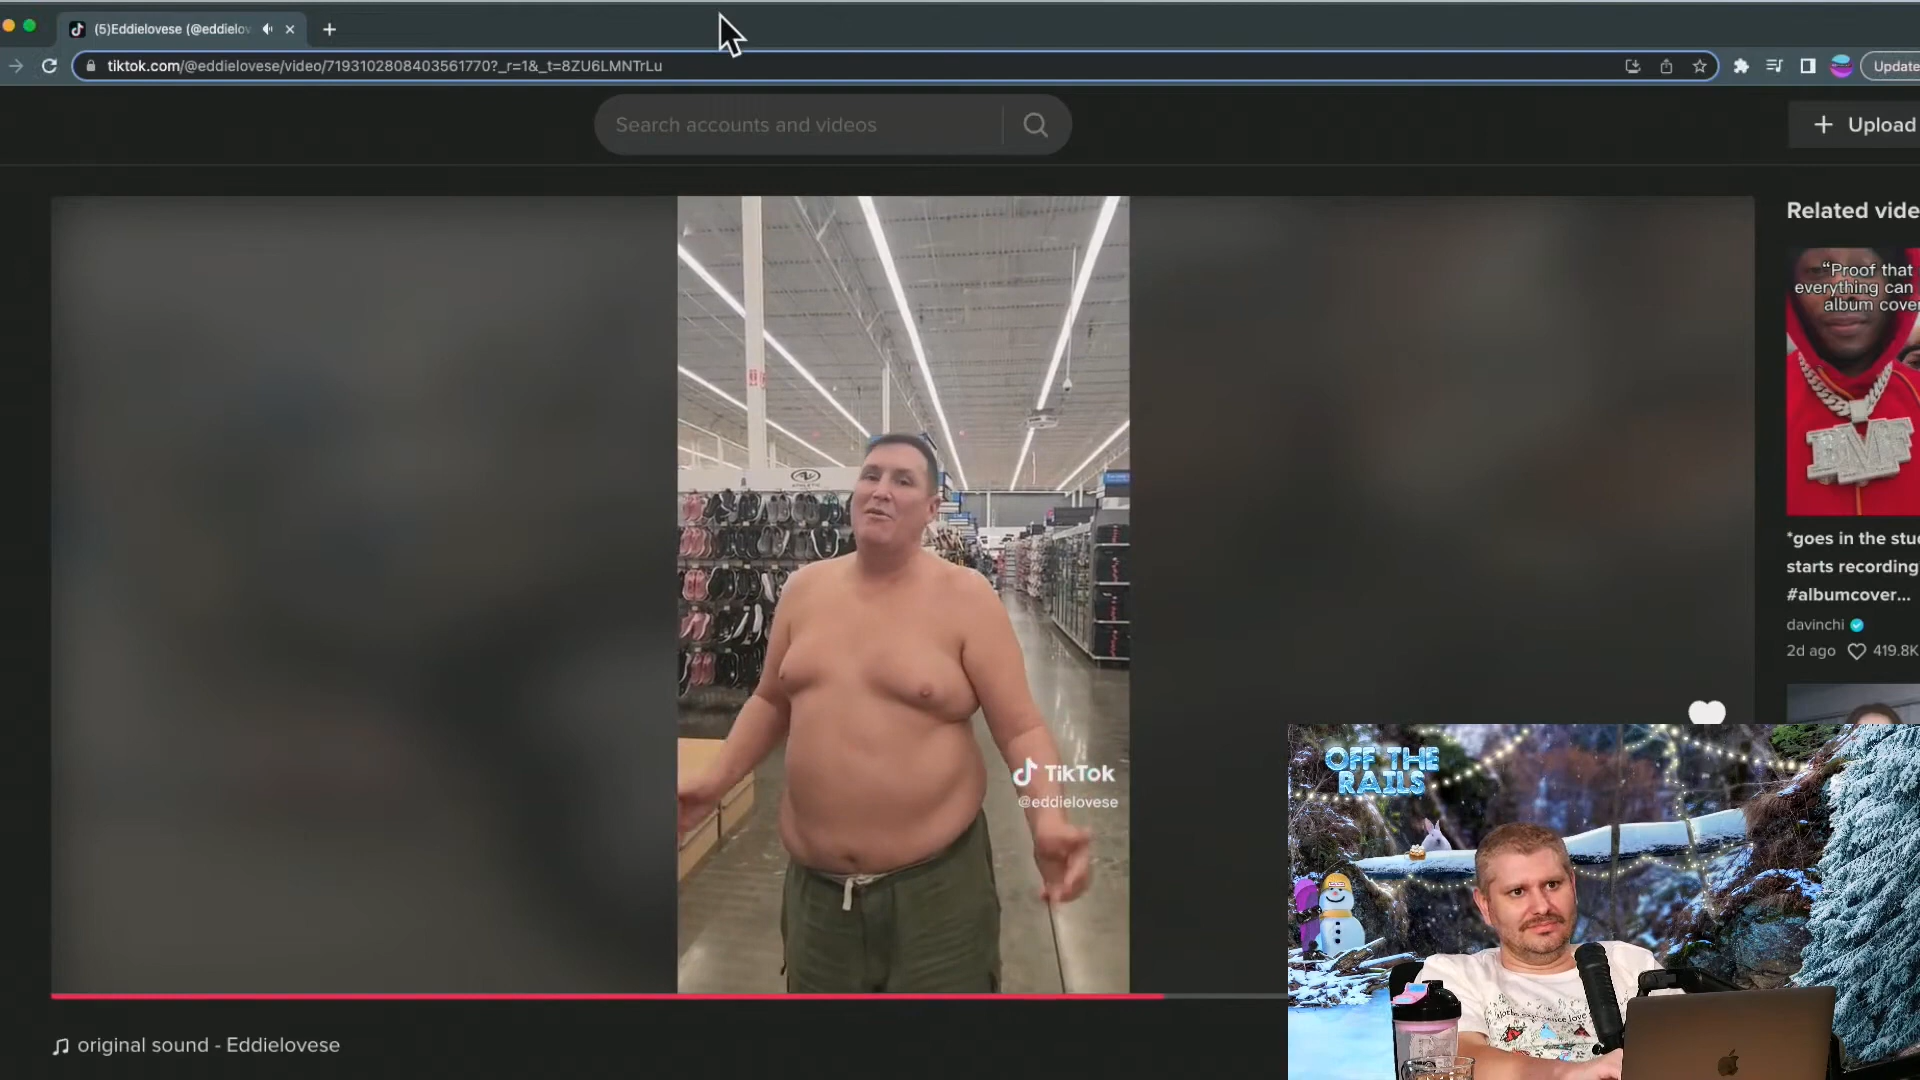 (5)Eddielovese (@eddielov
tiktok.com/@eddielovese/video/7193102808403561770?_r=1&_t=8ZU6LMNTrLu
Update
Search accounts and videos
Upload
Related vide
“Proof that
everything can
album cover
*goes in the stu
starts recording
#albumcover...
davinchi
2d ago
419.8K
ATHLETIC
TikTok
@eddielovese
OFF THE
RAILS
original sound - Eddielovese